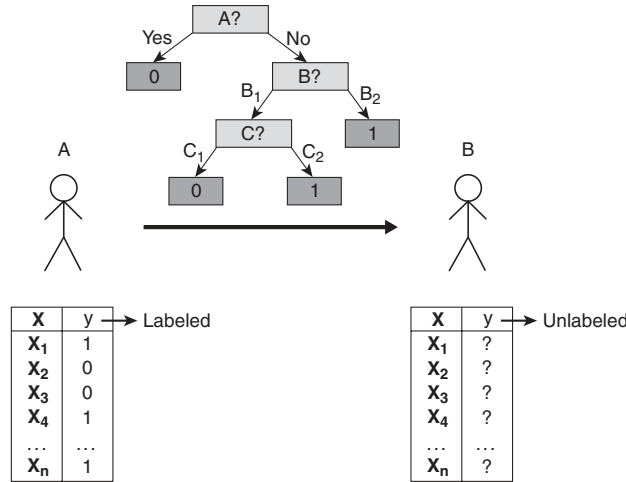 A?
Yes No
0 B?
B₁ B₂
C? 1
A C₁ C₂ B
0 1
X y Labeled
X₁ 1
X₂ 0
X₃ 0
X₄ 1
... ...
Xₙ 1
X y Unlabeled
X₁ ?
X₂ ?
X₃ ?
X₄ ?
... ...
Xₙ ?